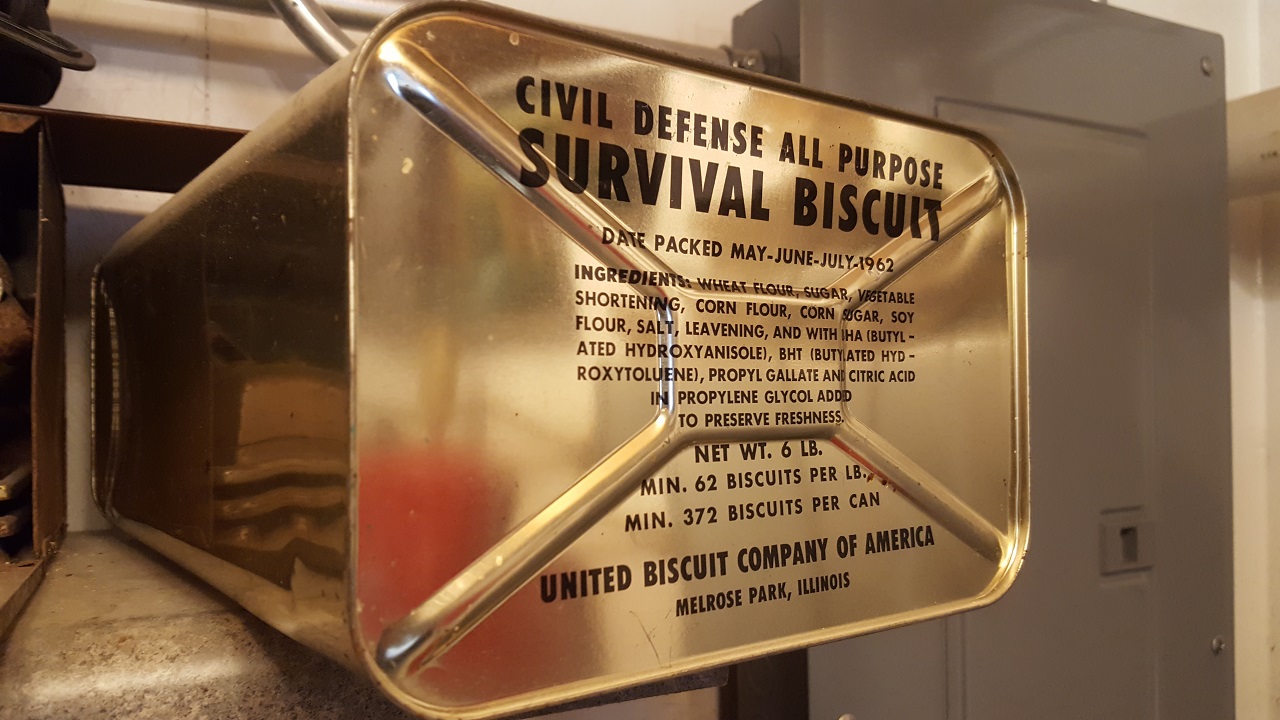 CIVIL DEFENSE ALL PURPOSE
SURVIVAL BISCUIT
DATE PACKED MAY-JUNE-JULY-1962
INGREDIENTS: WHEAT FLOUR, SUGAR, VEGETABLE
SHORTENING, CORN FLOUR, CORN SUGAR, SOY
FLOUR, SALT, LEAVENING, AND WITH BHA (BUTYL-
ATED HYDROXYANISOLE), BHT (BUTYLATED HYD-
ROXYTOLUENE), PROPYL GALLATE AND CITRIC ACID
IN PROPYLENE GLYCOL ADDD
TO PRESERVE FRESHNESS.
NET WT. 6 LB.
MIN. 62 BISCUITS PER LB.
MIN. 372 BISCUITS PER CAN
UNITED BISCUIT COMPANY OF AMERICA
MELROSE PARK, ILLINOIS